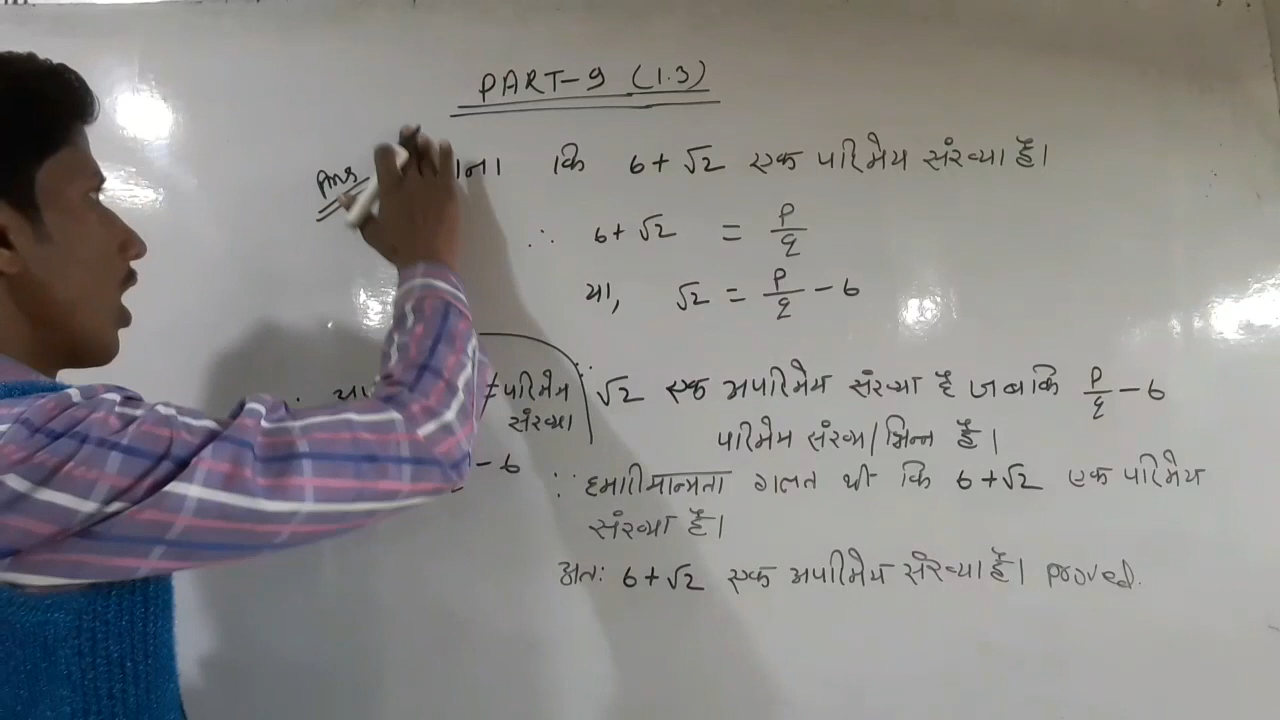 PART-9 (1.3)
Ans माना कि 6+√2 एक परिमेय संख्या है।
∴ 6+√2 = p/q
या, √2 = p/q - 6
≠ परिमेय
संख्या
- 6
∵ √2 एक अपरिमेय संख्या है जबकि p/q - 6
परिमेय संख्या/भिन्न है।
∵ हमारी मान्यता गलत थी कि 6+√2 एक परिमेय
संख्या है।
अतः 6+√2 एक अपरिमेय संख्या है। proved.